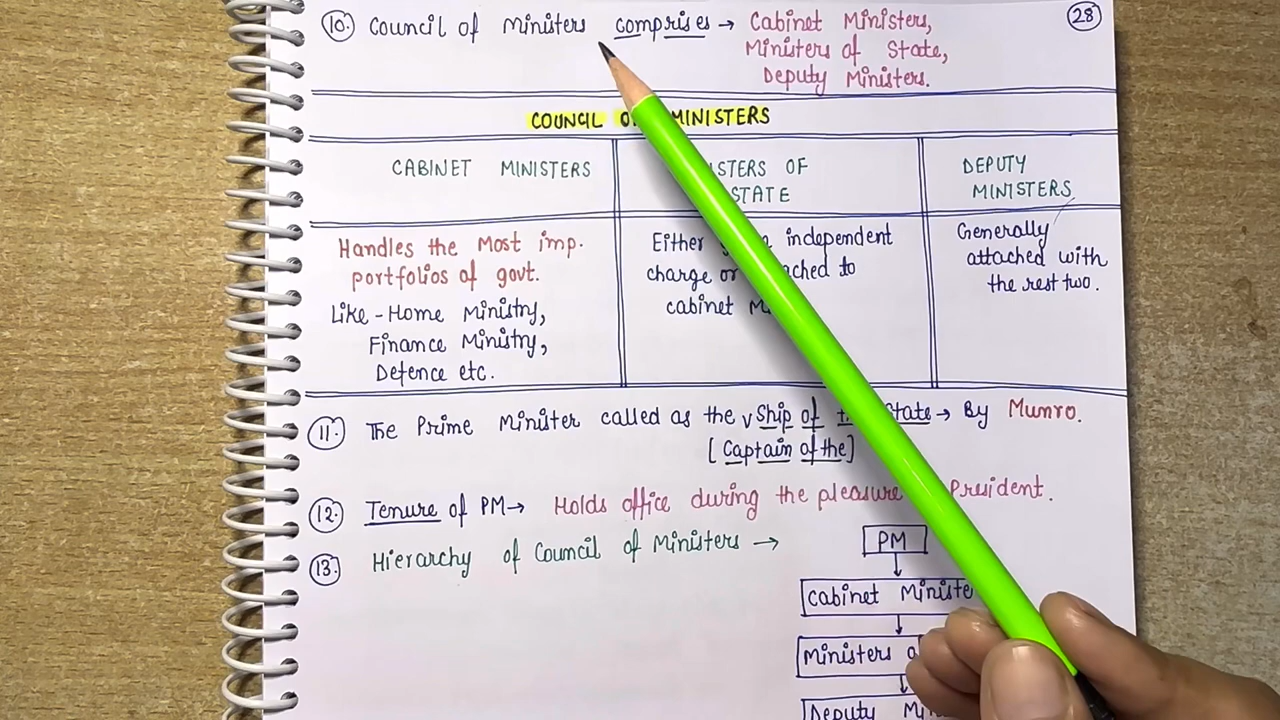 10. Council of Ministers comprises → Cabinet Ministers,
Ministers of State,
Deputy Ministers.
28
COUNCIL MINISTERS
CABINET MINISTERS
OF
STATE
DEPUTY
MINISTERS
Handles the Most imp.
portfolios of govt.
Like - Home Ministry,
Finance Ministry,
Defence etc.
Either independent
charge or to
cabinet
Generally
attached with
the rest two.
11. The Prime Minister called as the v Ship of State → By Munro.
[Captain of the]
12. Tenure of PM → Holds office during the pleasure President.
13. Hierarchy of Council of Ministers →
PM
Cabinet
Ministers
Deputy